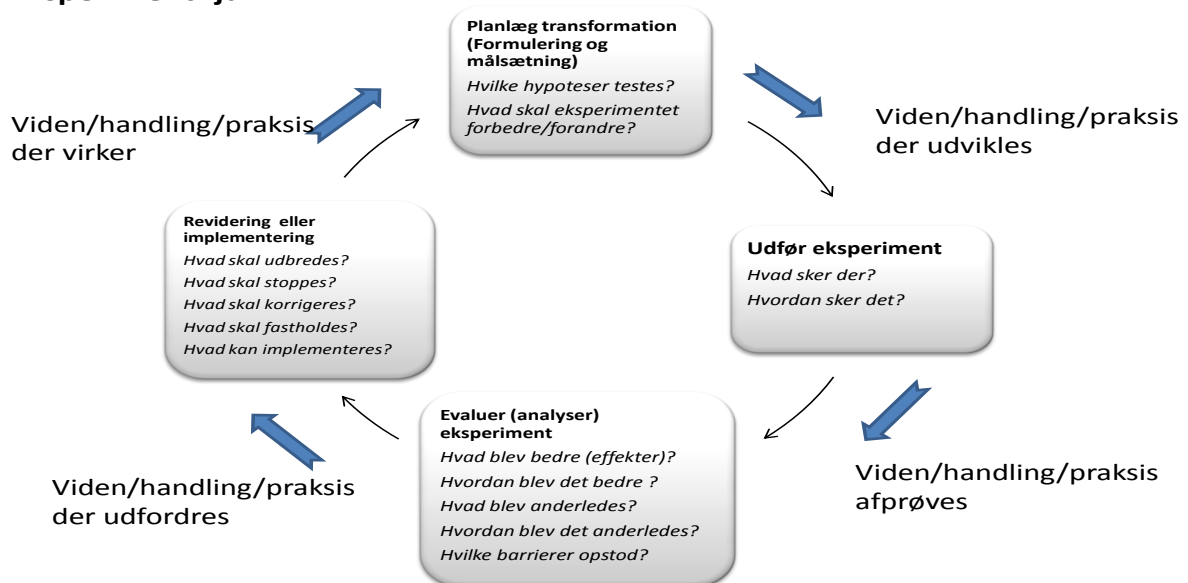 Planlæg transformation
(Formulering og
målsætning)
Hvilke hypoteser testes?
Hvad skal eksperimentet
forbedre/forandre?
Viden/handling/praksis
der virker
Viden/handling/praksis
der udvikles
Revidering eller
implementering
Hvad skal udbredes?
Hvad skal stoppes?
Hvad skal korrigeres?
Hvad skal fastholdes?
Hvad kan implementeres?
Udfør eksperiment
Hvad sker der?
Hvordan sker det?
Evaluer (analyser)
eksperiment
Hvad blev bedre (effekter)?
Hvordan blev det bedre ?
Hvad blev anderledes?
Hvordan blev det anderledes?
Hvilke barrierer opstod?
Viden/handling/praksis
der udfordres
Viden/handling/praksis
afprøves